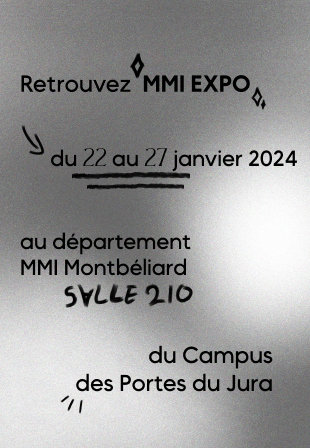 Retrouvez MMI EXPO
du 22 au 27 janvier 2024
au département
MMI Montbéliard
SALLE 210
du Campus
des Portes du Jura